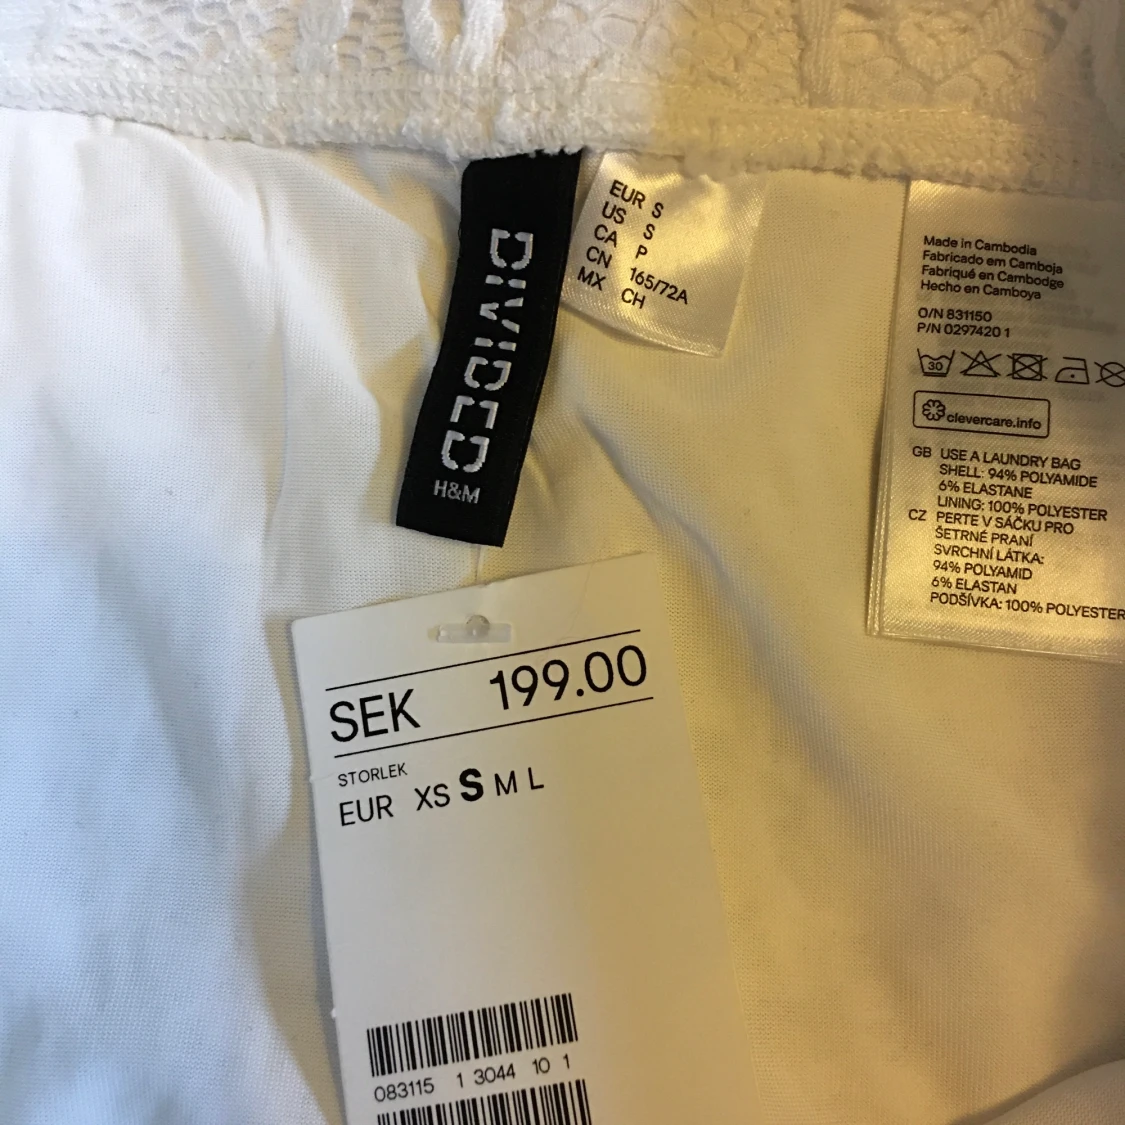 DIVIDED
H&M
EUR S
US S
CA P
CN 165/72A
MX CH
Made in Cambodia
Fabricado em Camboja
Fabriqué en Cambodge
Hecho en Camboya
O/N 831150
P/N 0297420 1
30
clevercare.info
GB USE A LAUNDRY BAG
SHELL: 94% POLYAMIDE
6% ELASTANE
LINING: 100% POLYESTER
CZ PERTE V SÁČKU PRO
ŠETRNÉ PRANÍ
SVRCHNÍ LÁTKA:
94% POLYAMID
6% ELASTAN
PODŠÍVKA: 100% POLYESTER
SEK 199.00
STORLEK
EUR XS S M L
083115 1 3044 10 1